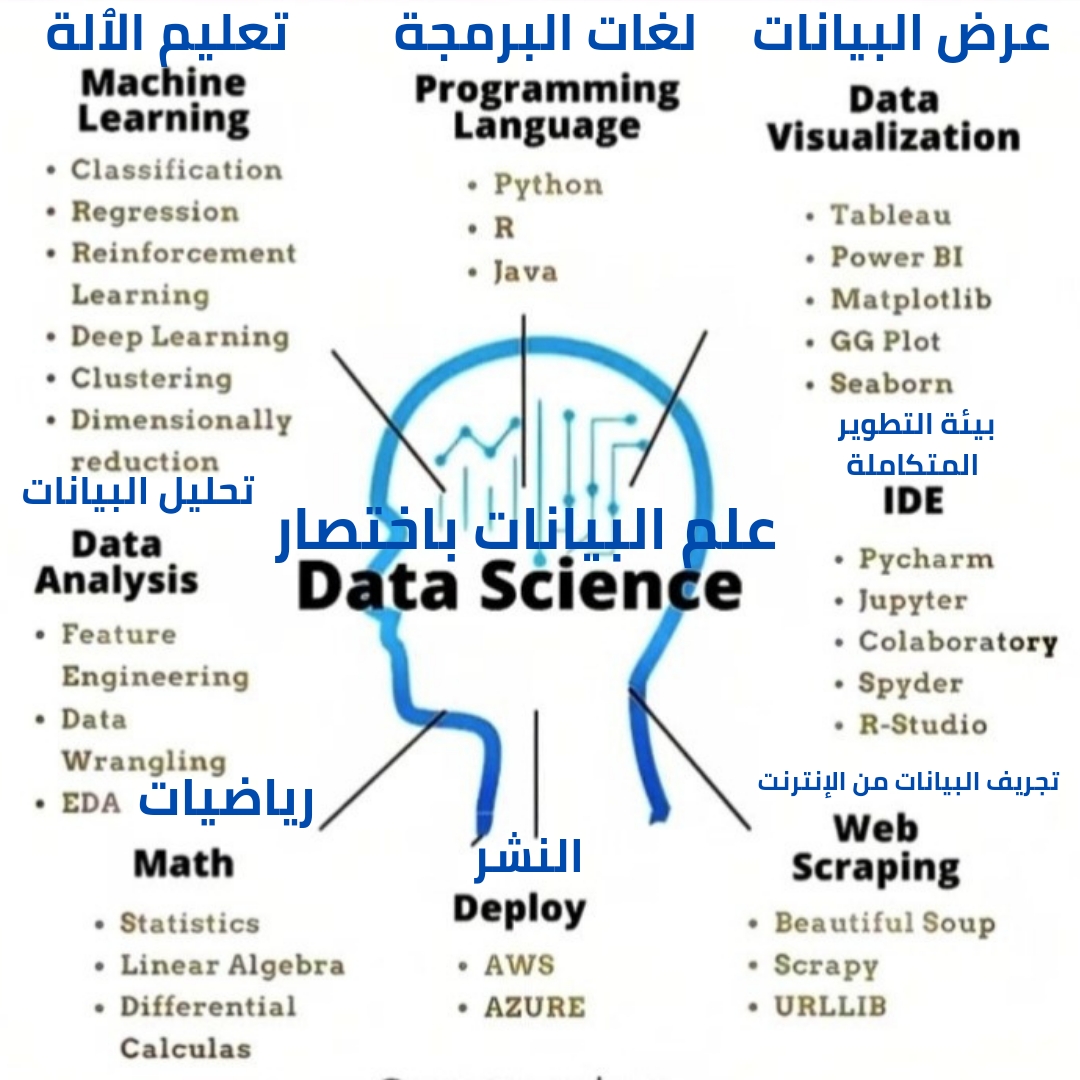 تعليم الألة
Machine
Learning
• Classification
• Regression
• Reinforcement
Learning
• Deep Learning
• Clustering
• Dimensionally
reduction
لغات البرمجة
Programming
Language
• Python
• R
• Java
عرض البيانات
Data
Visualization
• Tableau
• Power BI
• Matplotlib
• GG Plot
• Seaborn
علم البيانات باختصار
Data Science
تحليل البيانات
Data
Analysis
• Feature
Engineering
• Data
Wrangling
• EDA
بيئة التطوير
المتكاملة
IDE
• Pycharm
• Jupyter
• Colaboratory
• Spyder
• R-Studio
رياضيات
Math
• Statistics
• Linear Algebra
• Differential
Calculas
النشر
Deploy
• AWS
• AZURE
تجريف البيانات من الإنترنت
Web
Scraping
• Beautiful Soup
• Scrapy
• URLLIB